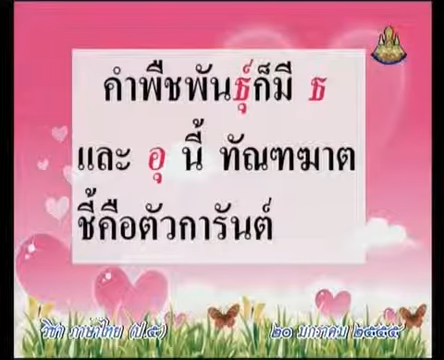 คำพืชพันธุ์ก็มี ธ
และ อุ นี้ ทัณฑฆาต
ชี้คือตัวการันต์
วิชา ภาษาไทย (ป.๕)
๒๐ มกราคม ๒๕๕๕